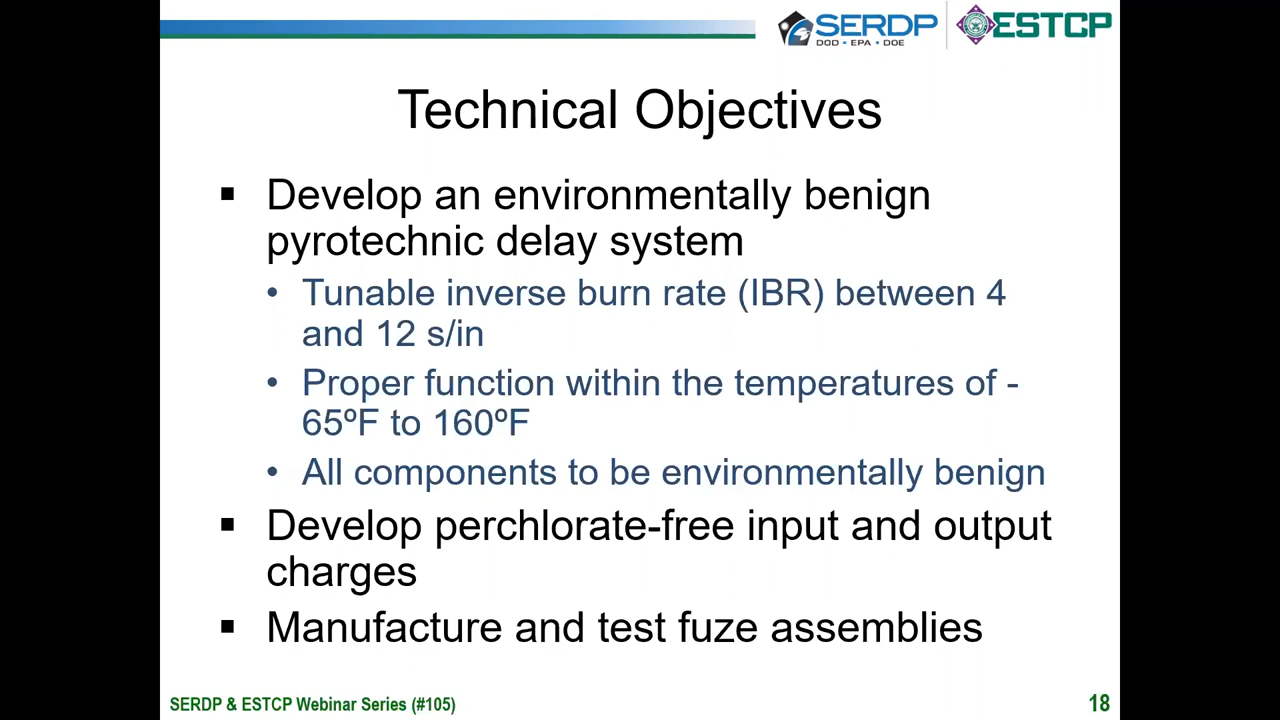 SERDP
DOD • EPA • DOE
ESTCP
Technical Objectives
▪ Develop an environmentally benign
pyrotechnic delay system
• Tunable inverse burn rate (IBR) between 4
and 12 s/in
• Proper function within the temperatures of -
65ºF to 160ºF
• All components to be environmentally benign
▪ Develop perchlorate-free input and output
charges
▪ Manufacture and test fuze assemblies
SERDP & ESTCP Webinar Series (#105)
18